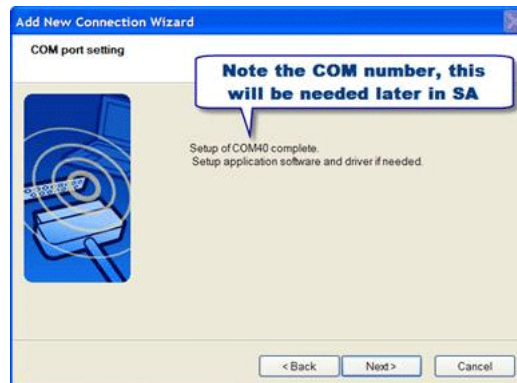 Add New Connection Wizard
COM port setting
Note the COM number, this
will be needed later in SA
Setup of COM40 complete.
Setup application software and driver if needed.
< Back
Next >
Cancel